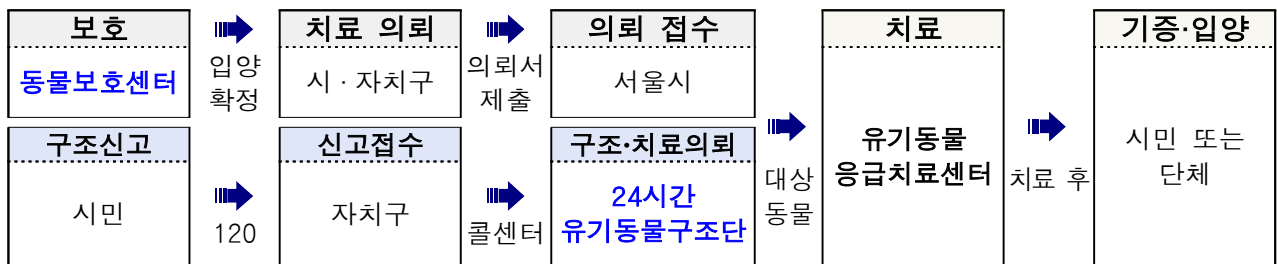 보호
동물보호센터
입양
확정
치료 의뢰
시 · 자치구
의뢰서
제출
의뢰 접수
서울시
구조신고
시민
120
신고접수
자치구
콜센터
구조·치료의뢰
24시간
유기동물구조단
대상
동물
치료
유기동물
응급치료센터
치료 후
기증·입양
시민 또는
단체